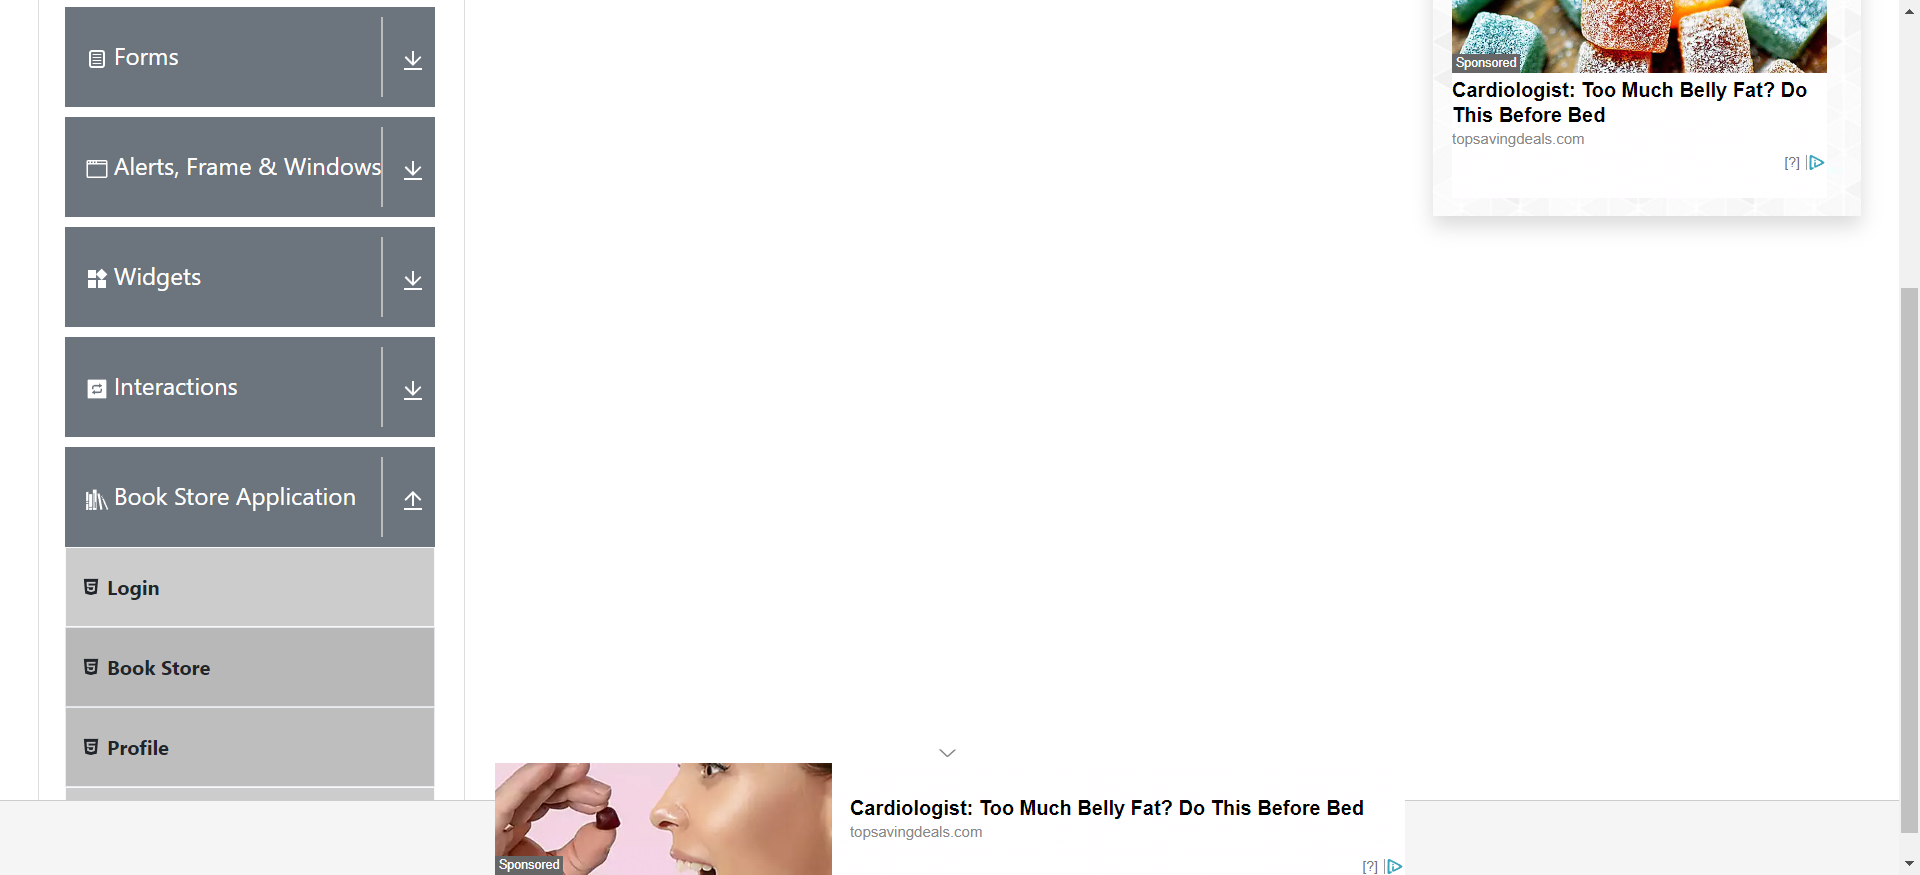 Forms
Alerts, Frame & Windows
Widgets
Interactions
Book Store Application
Login
Book Store
Profile
Sponsored
Cardiologist: Too Much Belly Fat? Do
This Before Bed
topsavingdeals.com
[?]
Sponsored
Cardiologist: Too Much Belly Fat? Do This Before Bed
topsavingdeals.com
[?]